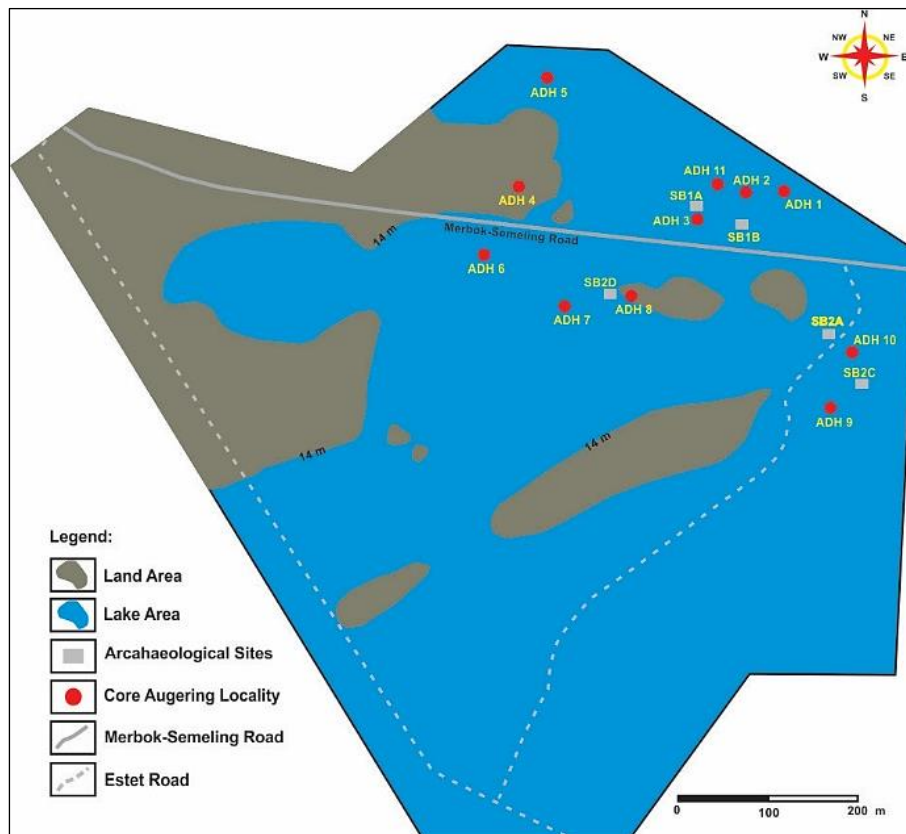 N
NW NE
W E
SW SE
S
ADH 5
ADH 4
ADH 11
ADH 2
SB1A
ADH 1
ADH 3
SB1B
14 m
Merbok-Semeling Road
ADH 6
SB2D
ADH 7
ADH 8
SB2A
ADH 10
SB2C
ADH 9
14 m
14 m
Legend:
Land Area
Lake Area
Arcahaeological Sites
Core Augering Locality
Merbok-Semeling Road
Estet Road
0 100 200 m